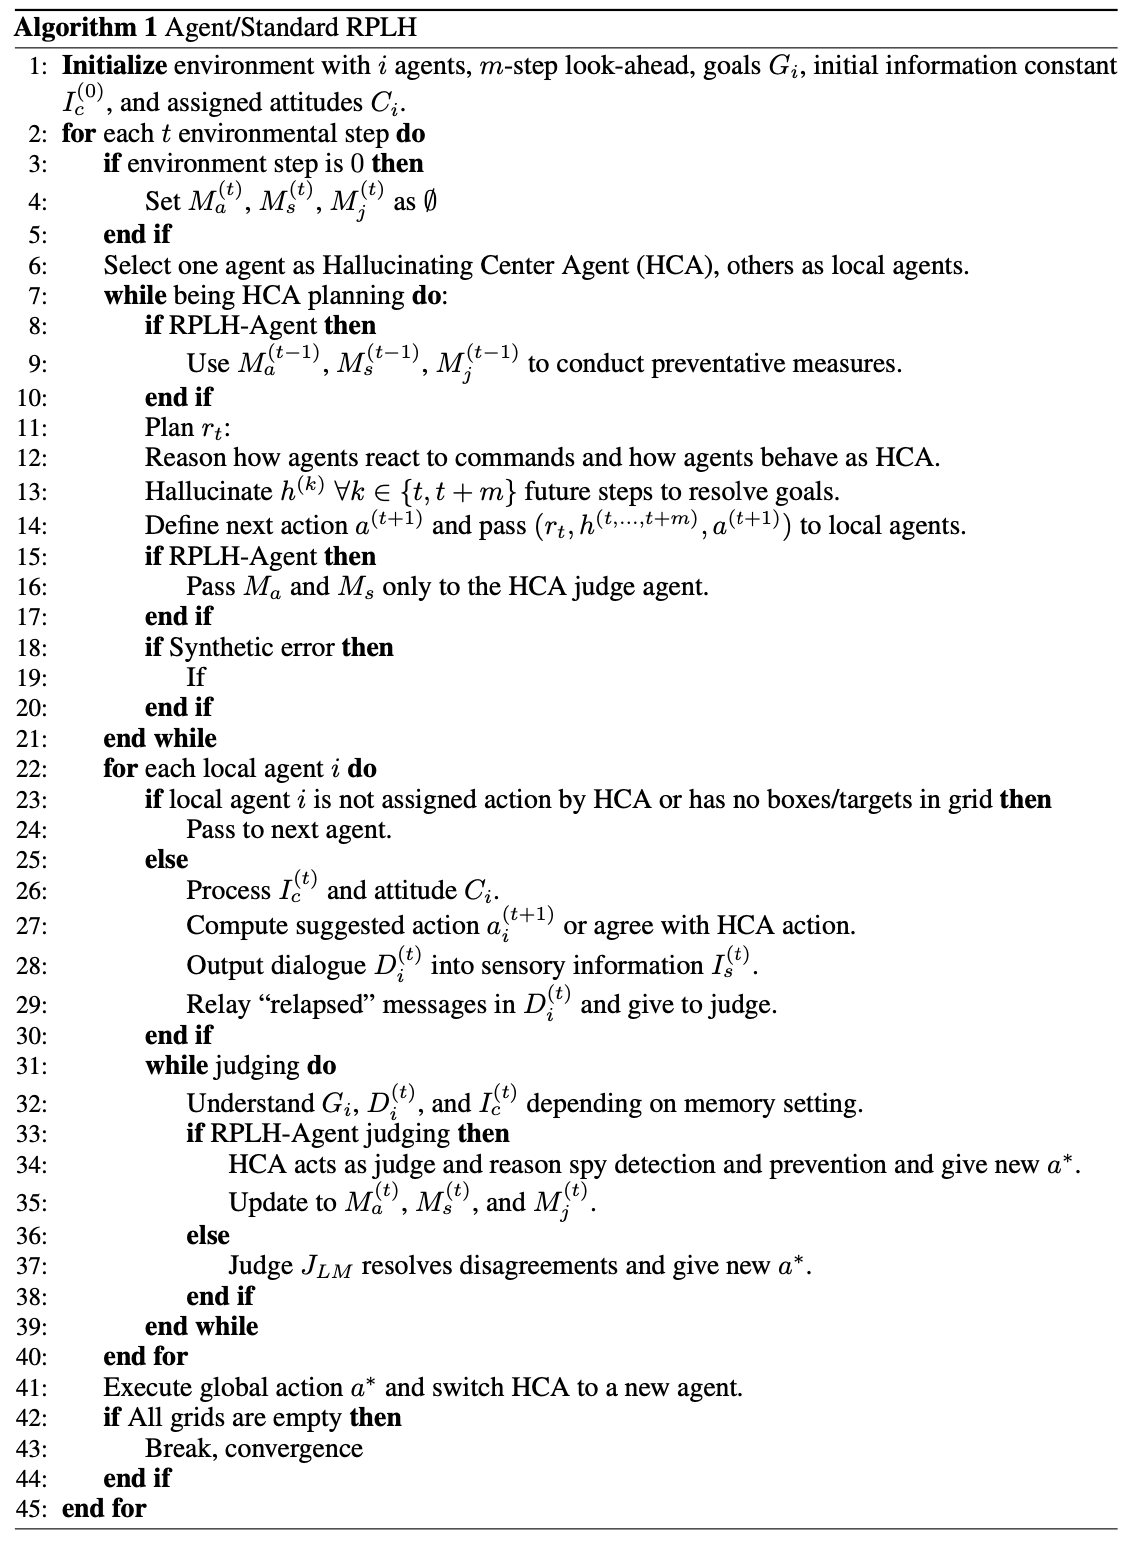 Algorithm 1 Agent/Standard RPLH
1: Initialize environment with i agents, m-step look-ahead, goals G_i, initial information constant
I_c^{(0)}, and assigned attitudes C_i.
2: for each t environmental step do
3: if environment step is 0 then
4: Set M_a^{(t)}, M_s^{(t)}, M_j^{(t)} as ∅
5: end if
6: Select one agent as Hallucinating Center Agent (HCA), others as local agents.
7: while being HCA planning do:
8: if RPLH-Agent then
9: Use M_a^{(t−1)}, M_s^{(t−1)}, M_j^{(t−1)} to conduct preventative measures.
10: end if
11: Plan r_t:
12: Reason how agents react to commands and how agents behave as HCA.
13: Hallucinate h^{(k)} ∀k ∈ {t, t + m} future steps to resolve goals.
14: Define next action a^{(t+1)} and pass (r_t, h^{(t,...,t+m)}, a^{(t+1)}) to local agents.
15: if RPLH-Agent then
16: Pass M_a and M_s only to the HCA judge agent.
17: end if
18: if Synthetic error then
19: If
20: end if
21: end while
22: for each local agent i do
23: if local agent i is not assigned action by HCA or has no boxes/targets in grid then
24: Pass to next agent.
25: else
26: Process I_c^{(t)} and attitude C_i.
27: Compute suggested action a_i^{(t+1)} or agree with HCA action.
28: Output dialogue D_i^{(t)} into sensory information I_s^{(t)}.
29: Relay “relapsed” messages in D_i^{(t)} and give to judge.
30: end if
31: while judging do
32: Understand G_i, D_i^{(t)}, and I_c^{(t)} depending on memory setting.
33: if RPLH-Agent judging then
34: HCA acts as judge and reason spy detection and prevention and give new a*.
35: Update to M_a^{(t)}, M_s^{(t)}, and M_j^{(t)}.
36: else
37: Judge J_{LM} resolves disagreements and give new a*.
38: end if
39: end while
40: end for
41: Execute global action a* and switch HCA to a new agent.
42: if All grids are empty then
43: Break, convergence
44: end if
45: end for